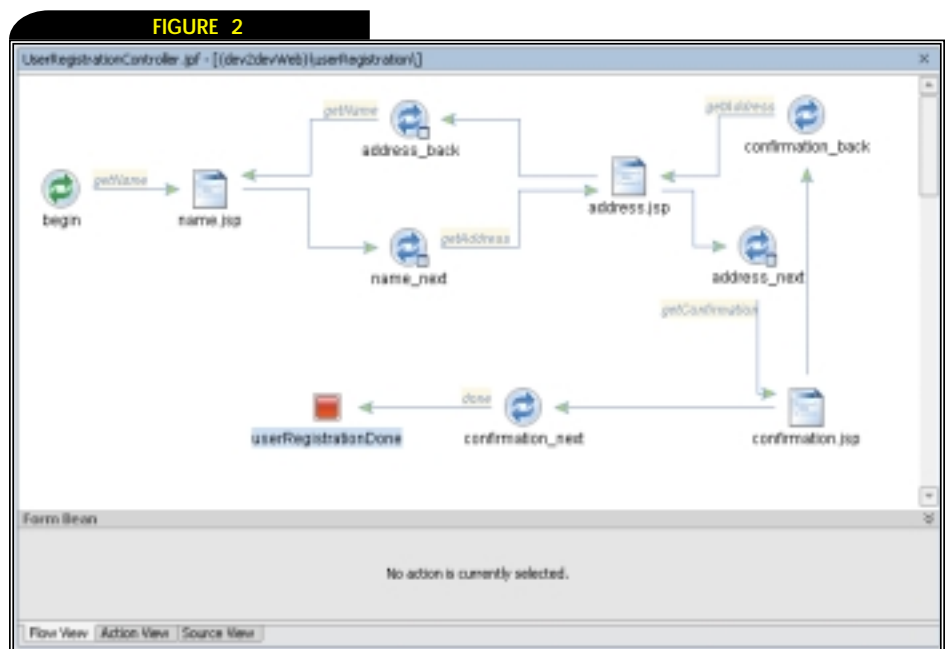 FIGURE 2
UserRegistrationController.jpf - [{dev2devWeb}\userRegistration\]
getName
address_back
getAddress
confirmation_back
begin
getName
name.jsp
address.jsp
name_next
getAddress
address_next
getConfirmation
userRegistrationDone
done
confirmation_next
confirmation.jsp
Form Bean
No action is currently selected.
Flow View Action View Source View